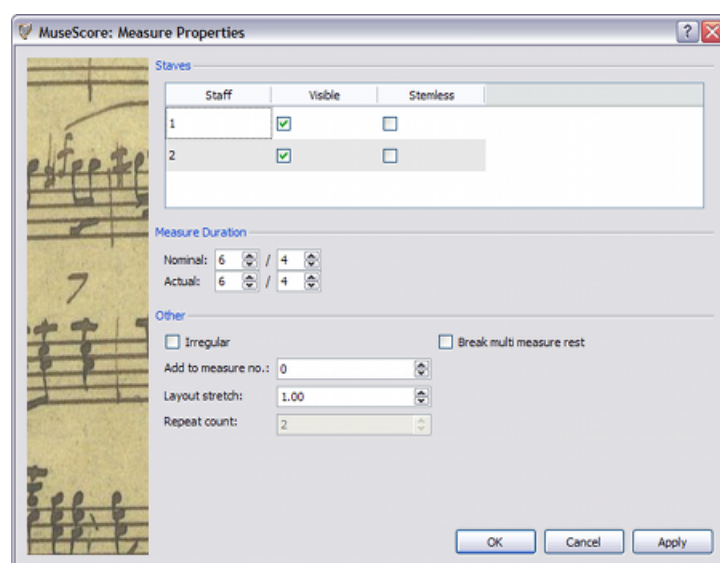 MuseScore: Measure Properties
Staves
Staff Visible Stemless
1
2
Measure Duration
Nominal: 6 / 4
Actual: 6 / 4
Other
Irregular Break multi measure rest
Add to measure no.: 0
Layout stretch: 1.00
Repeat count: 2
OK Cancel Apply
7